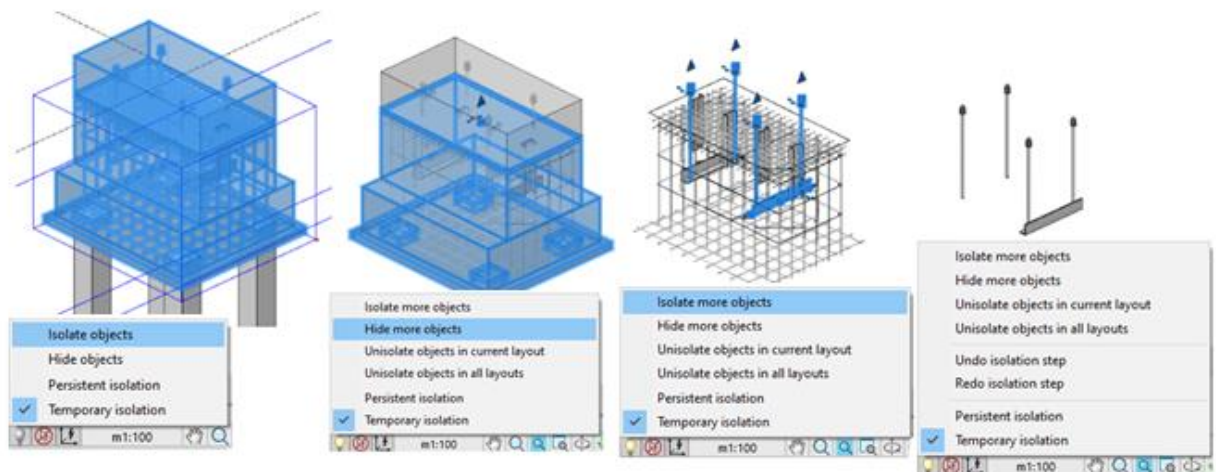 Isolate objects
Hide objects
Persistent isolation
Temporary isolation
m1:100
Isolate more objects
Hide more objects
Unisolate objects in current layout
Unisolate objects in all layouts
Persistent isolation
Temporary isolation
m1:100
Isolate more objects
Hide more objects
Unisolate objects in current layout
Unisolate objects in all layouts
Persistent isolation
Temporary isolation
m1:100
Isolate more objects
Hide more objects
Unisolate objects in current layout
Unisolate objects in all layouts
Undo isolation step
Redo isolation step
Persistent isolation
Temporary isolation
m1:100